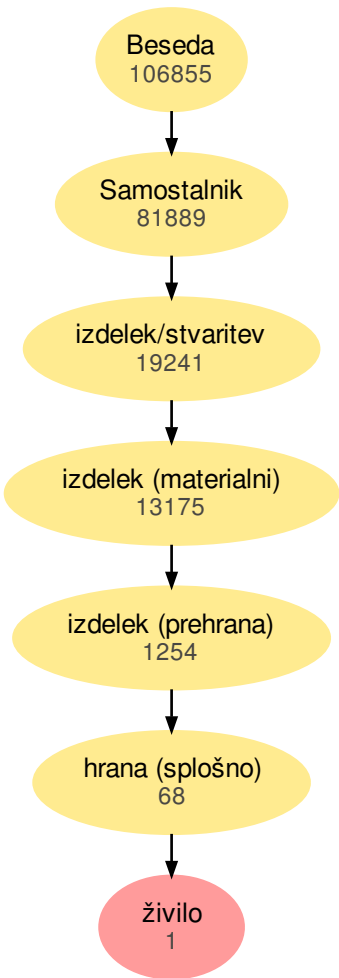 Beseda
106855
Samostalnik
81889
izdelek/stvaritev
19241
izdelek (materialni)
13175
izdelek (prehrana)
1254
hrana (splošno)
68
živilo
1